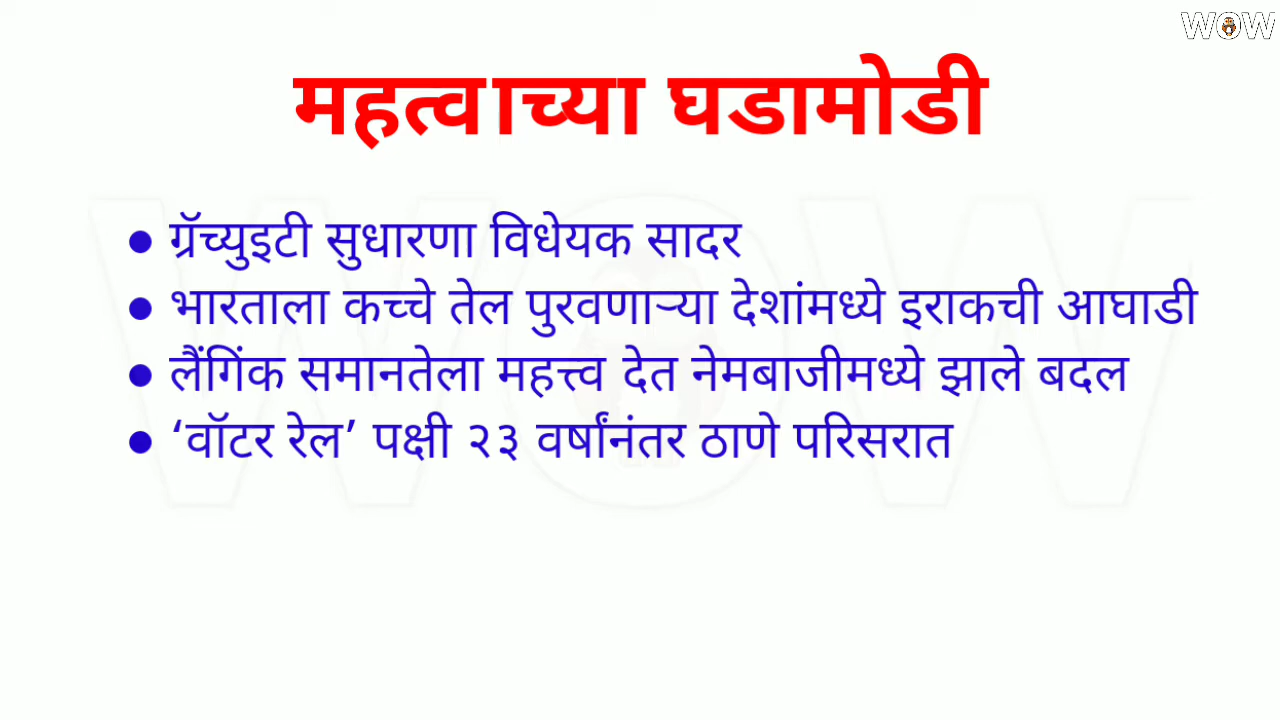 WOW
महत्वाच्या घडामोडी
● ग्रॅच्युइटी सुधारणा विधेयक सादर
● भारताला कच्चे तेल पुरवणाऱ्या देशांमध्ये इराकची आघाडी
● लैंगिंक समानतेला महत्त्व देत नेमबाजीमध्ये झाले बदल
● ‘वॉटर रेल’ पक्षी २३ वर्षांनंतर ठाणे परिसरात
WOW